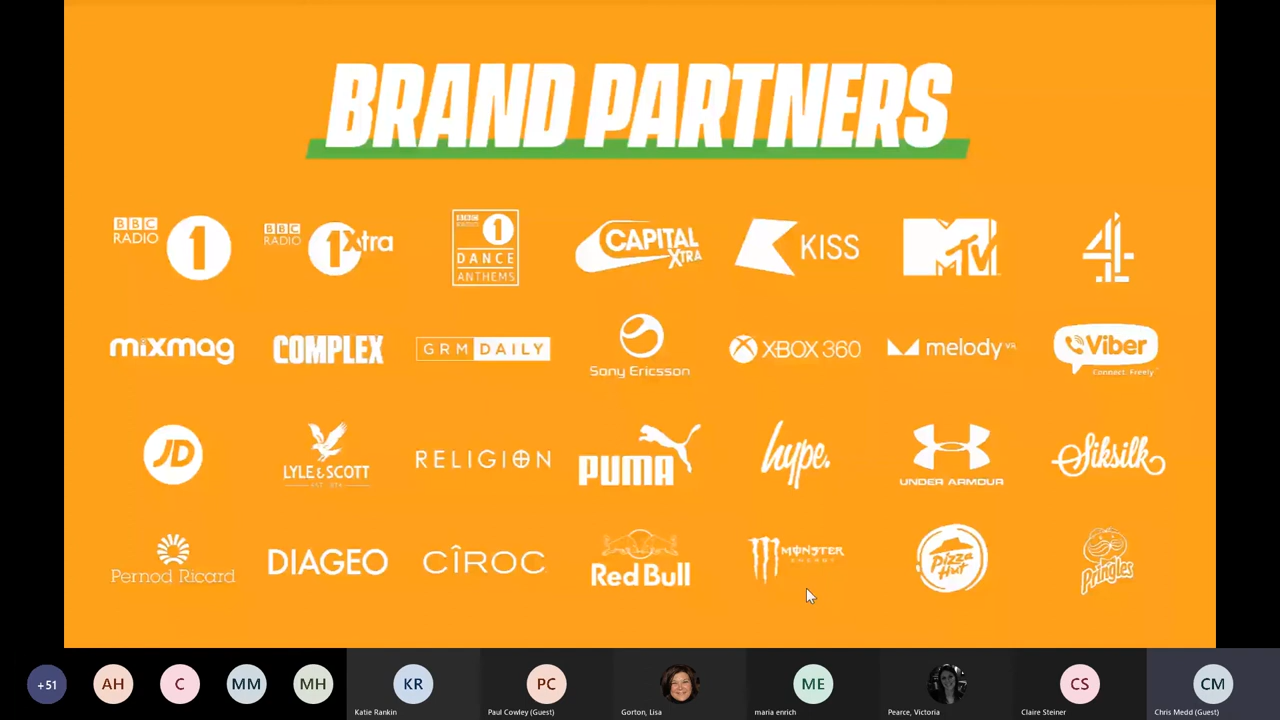 BRAND PARTNERS
BBC RADIO 1
BBC RADIO 1Xtra
BBC RADIO 1 DANCE ANTHEMS
CAPITAL XTRA
KISS
MTV
4
mixmag
COMPLEX
GRM DAILY
Sony Ericsson
XBOX 360
melody VR
Viber
Connect. Freely.
JD
LYLE & SCOTT
RELIGION
PUMA
hype.
UNDER ARMOUR
Siksilk
Pernod Ricard
DIAGEO
CÎROC
Red Bull
MONSTER
ENERGY
Pizza Hut
Pringles
+51
AH
C
MM
MH
KR
PC
ME
CS
CM
Katie Rankin
Paul Cowley (Guest)
Gorton, Lisa
maria enrich
Pearce, Victoria
Claire Steiner
Chris Medd (Guest)